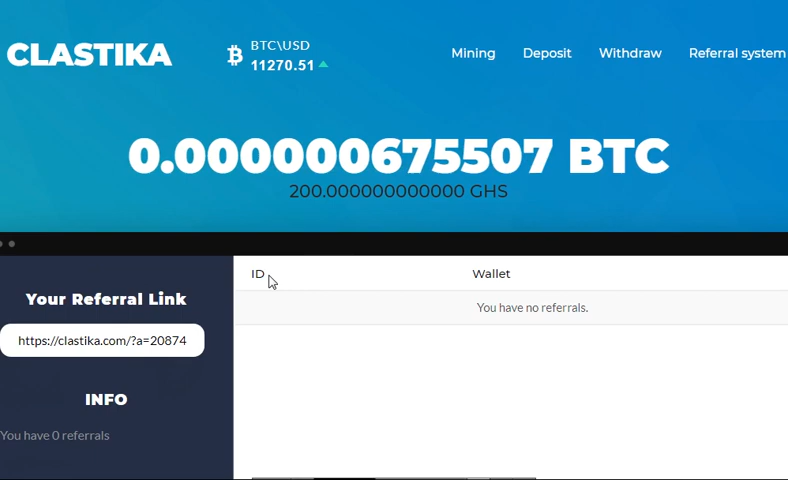 CLASTIKA
BTC\USD
11270.51
Mining Deposit Withdraw Referral system
0.000000675507 BTC
200.000000000000 GHS
Your Referral Link
https://clastika.com/?a=20874
INFO
You have 0 referrals
ID Wallet
You have no referrals.